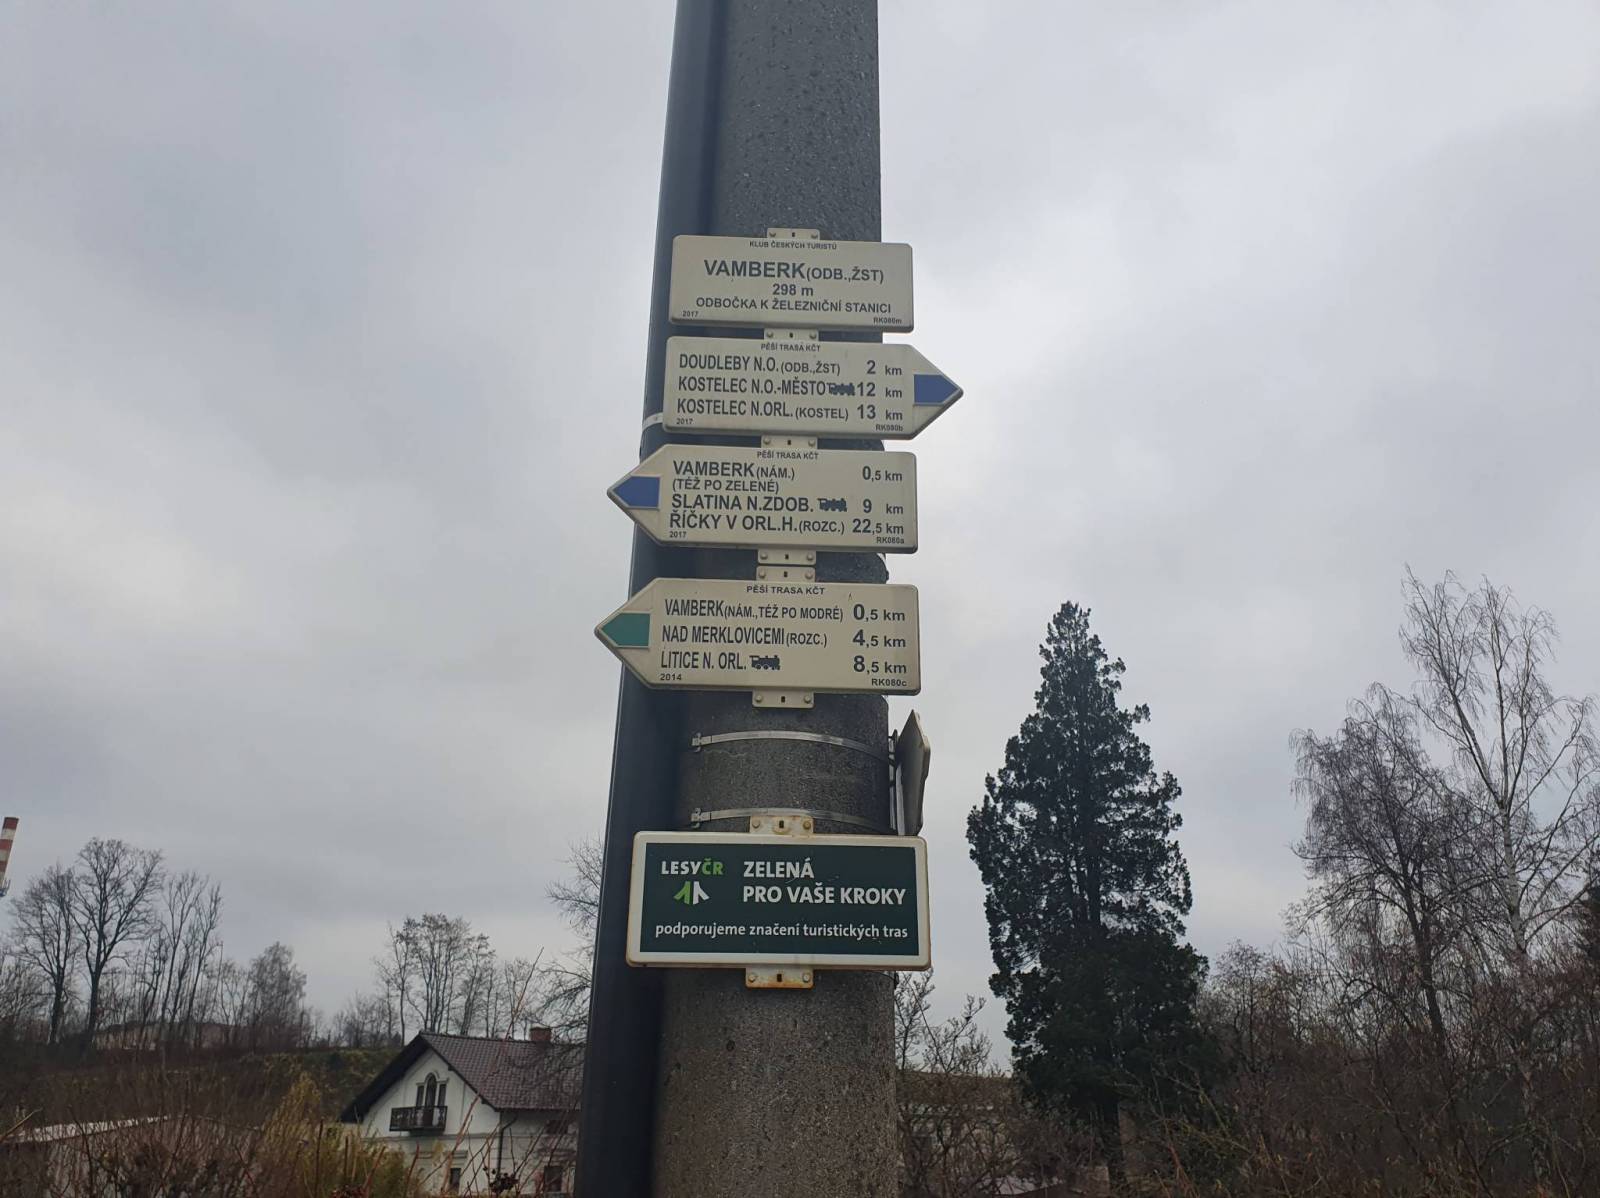 KLUB ČESKÝCH TURISTŮ
VAMBERK (ODB.,ŽST)
298 m
ODBOČKA K ŽELEZNIČNÍ STANICI
2017 RK080m
PĚŠÍ TRASA KČT
DOUDLEBY N.O. (ODB.,ŽST) 2 km
KOSTELEC N.O.-MĚSTO 12 km
KOSTELEC N.ORL. (KOSTEL) 13 km
2017 RK080b
PĚŠÍ TRASA KČT
VAMBERK (NÁM.) 0,5 km
(TÉŽ PO ZELENÉ)
SLATINA N.ZDOB. 9 km
ŘÍČKY V ORL.H. (ROZC.) 22,5 km
2017 RK080a
PĚŠÍ TRASA KČT
VAMBERK (NÁM.,TÉŽ PO MODRÉ) 0,5 km
NAD MERKLOVICEMI (ROZC.) 4,5 km
LITICE N. ORL. 8,5 km
2014 RK080c
LESYČR ZELENÁ
PRO VAŠE KROKY
podporujeme značení turistických tras